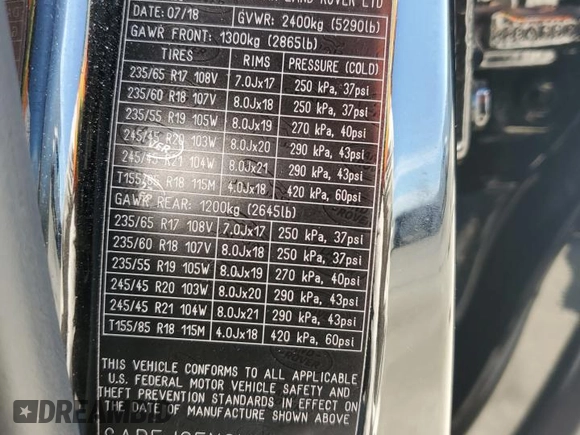 LAND ROVER LTD
DATE: 07/18 GVWR: 2400kg (5290lb)
GAWR FRONT: 1300kg (2865lb)
TIRES RIMS PRESSURE (COLD)
235/65 R17 108V 7.0Jx17 250 kPa, 37psi
235/60 R18 107V 8.0Jx18 250 kPa, 37psi
235/55 R19 105W 8.0Jx19 270 kPa, 40psi
245/45 R20 103W 8.0Jx20 290 kPa, 43psi
245/45 R21 104W 8.0Jx21 290 kPa, 43psi
T155/85 R18 115M 4.0Jx18 420 kPa, 60psi
GAWR REAR: 1200kg (2645lb)
235/65 R17 108V 7.0Jx17 250 kPa, 37psi
235/60 R18 107V 8.0Jx18 250 kPa, 37psi
235/55 R19 105W 8.0Jx19 270 kPa, 40psi
245/45 R20 103W 8.0Jx20 290 kPa, 43psi
245/45 R21 104W 8.0Jx21 290 kPa, 43psi
T155/85 R18 115M 4.0Jx18 420 kPa, 60psi
THIS VEHICLE CONFORMS TO ALL APPLICABLE
U.S. FEDERAL MOTOR VEHICLE SAFETY AND
THEFT PREVENTION STANDARDS IN EFFECT ON
THE DATE OF MANUFACTURE SHOWN ABOVE
DREAMBID